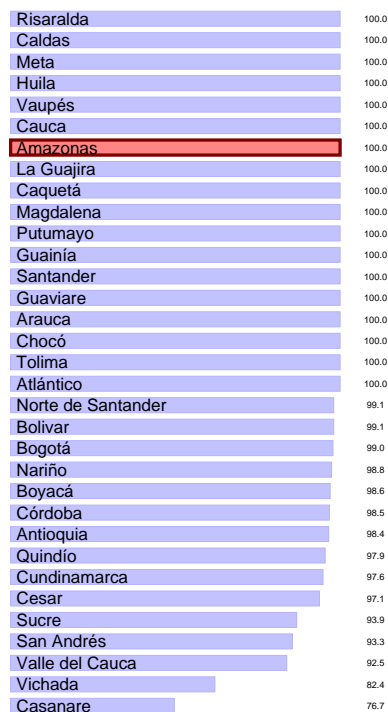 Risaralda 100.0
Caldas 100.0
Meta 100.0
Huila 100.0
Vaupés 100.0
Cauca 100.0
Amazonas 100.0
La Guajira 100.0
Caquetá 100.0
Magdalena 100.0
Putumayo 100.0
Guainía 100.0
Santander 100.0
Guaviare 100.0
Arauca 100.0
Chocó 100.0
Tolima 100.0
Atlántico 100.0
Norte de Santander 99.1
Bolivar 99.1
Bogotá 99.0
Nariño 98.8
Boyacá 98.6
Córdoba 98.5
Antioquia 98.4
Quindío 97.9
Cundinamarca 97.6
Cesar 97.1
Sucre 93.9
San Andrés 93.3
Valle del Cauca 92.5
Vichada 82.4
Casanare 76.7